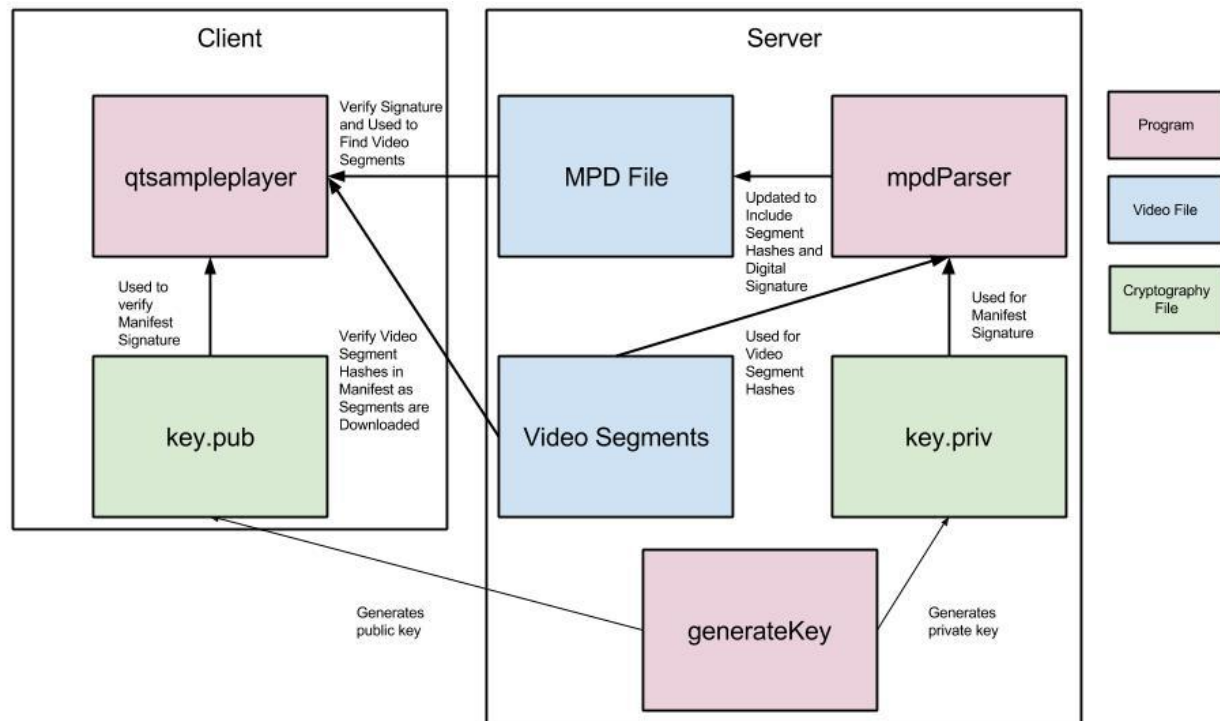 Client
Server
qtsampleplayer
Verify Signature
and Used to
Find Video
Segments
MPD File
mpdParser
Program
Video File
Cryptography
File
Updated to
Include
Segment
Hashes and
Digital
Signature
Used to
verify
Manifest
Signature
Verify Video
Segment
Hashes in
Manifest as
Segments are
Downloaded
Used for
Video
Segment
Hashes
Used for
Manifest
Signature
key.pub
Video Segments
key.priv
Generates
public key
generateKey
Generates
private key